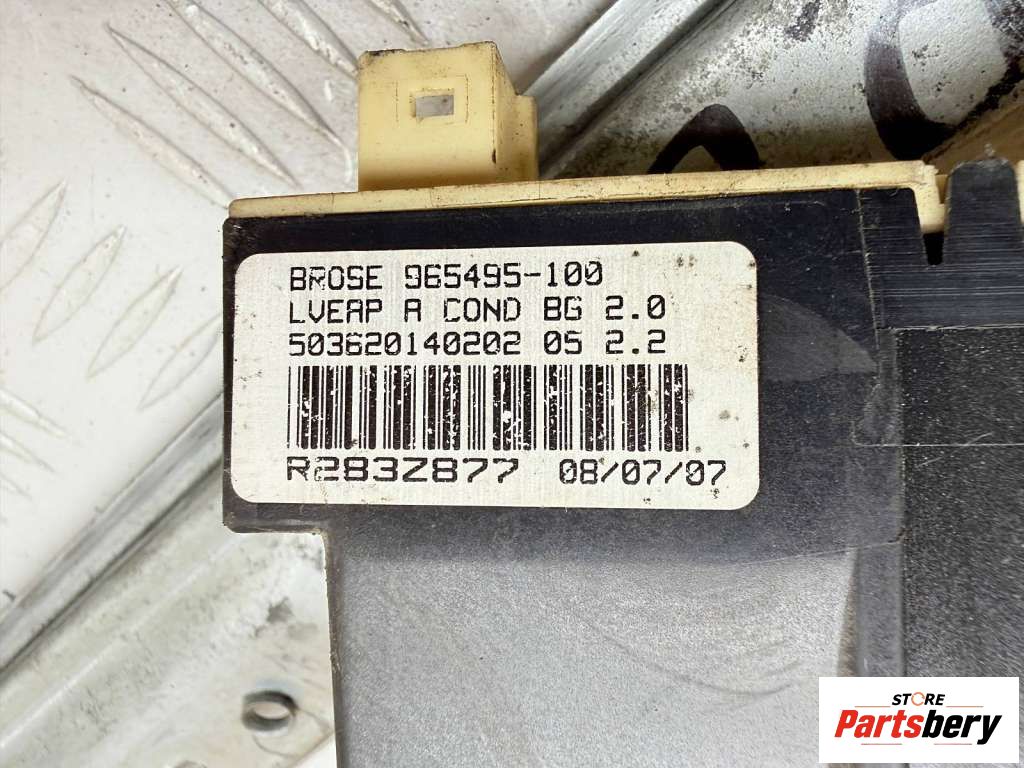 BROSE 965495-100
LVEAP A COND BG 2.0
503620140202 05 2.2
R283Z877 08/07/07
STORE
Partsbery